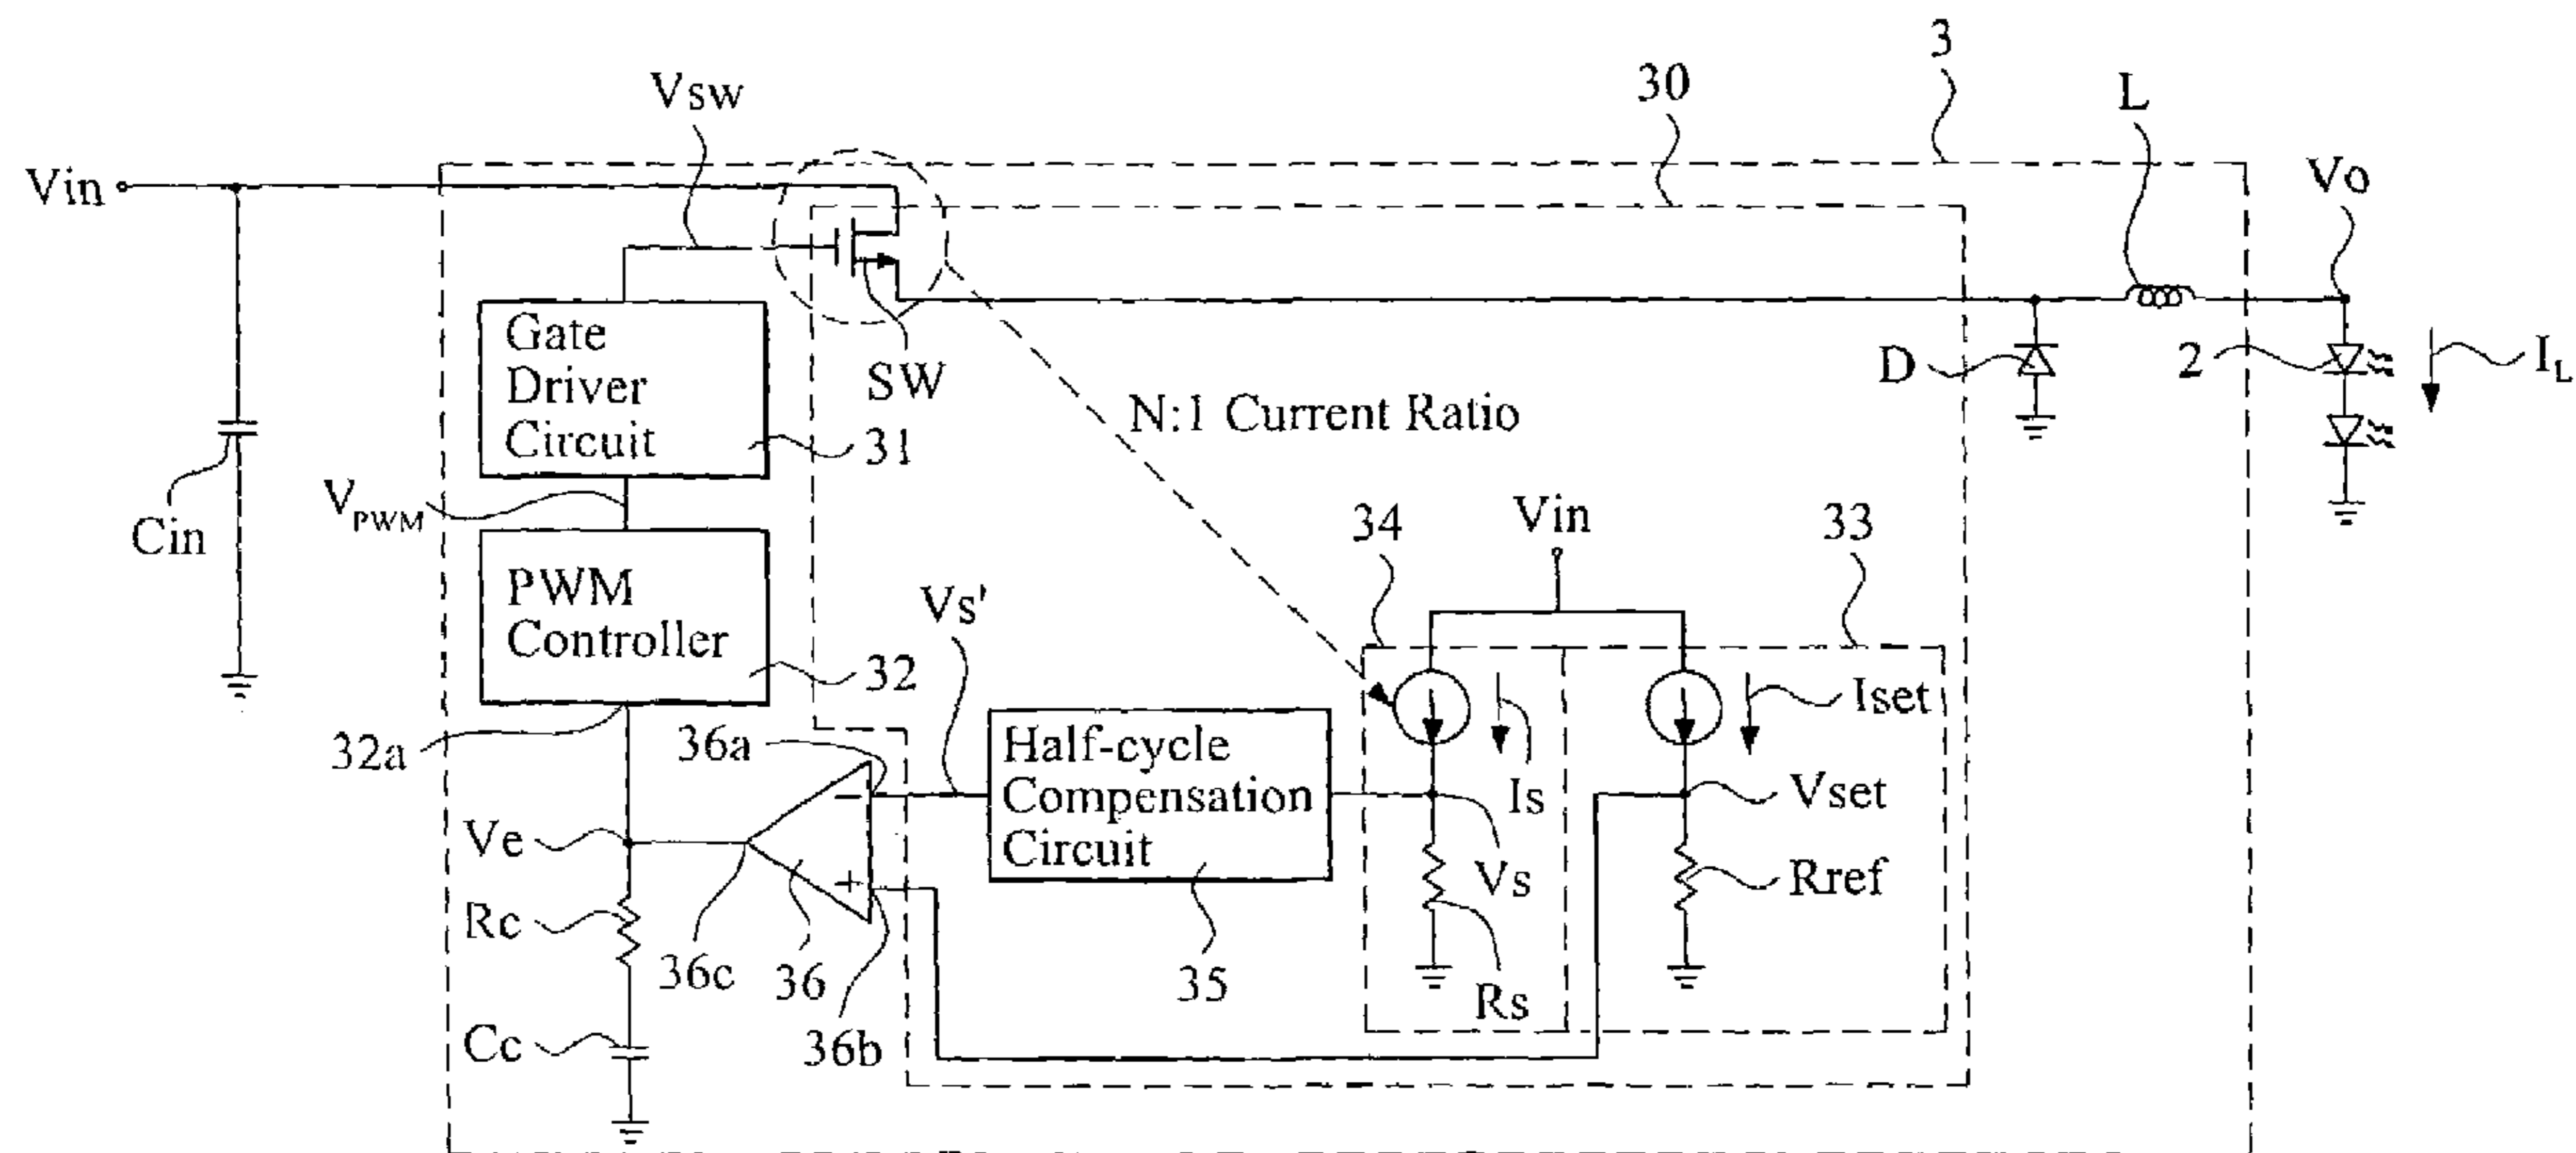 3
30
L
Vsw
Vin
Vo
Gate
Driver
Circuit
SW
D
2
I_L
N:1 Current Ratio
31
V_PWM
Cin
Vin
34
33
PWM
Controller
Vs'
32
Iset
32a
36a
Half-cycle
Compensation
Circuit
Is
Vset
−
Ve
+
Vs
Rref
Rc
36c
36
35
Rs
Cc
36b